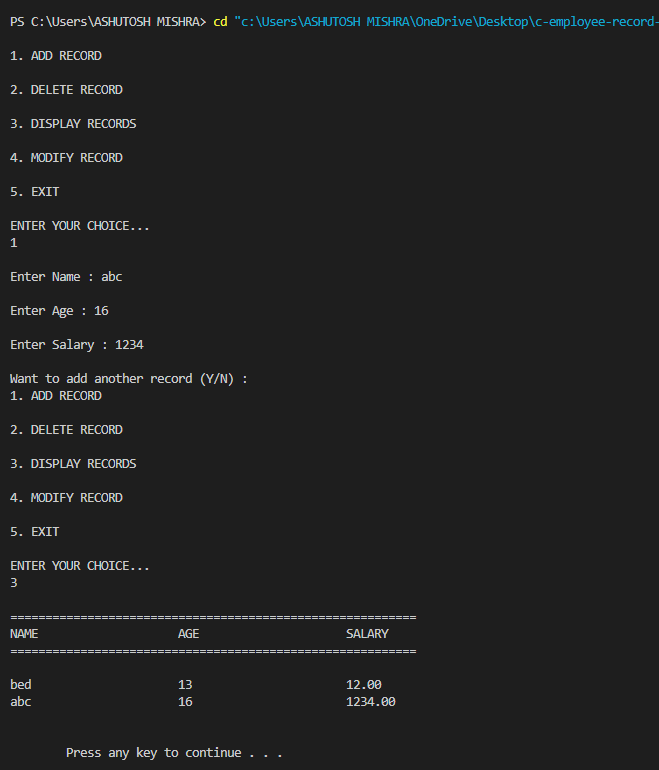 PS C:\Users\ASHUTOSH MISHRA> cd "c:\Users\ASHUTOSH MISHRA\OneDrive\Desktop\c-employee-record-
1. ADD RECORD
2. DELETE RECORD
3. DISPLAY RECORDS
4. MODIFY RECORD
5. EXIT
ENTER YOUR CHOICE...
1
Enter Name : abc
Enter Age : 16
Enter Salary : 1234
Want to add another record (Y/N) :
1. ADD RECORD
2. DELETE RECORD
3. DISPLAY RECORDS
4. MODIFY RECORD
5. EXIT
ENTER YOUR CHOICE...
3
==========================================================
NAME AGE SALARY
==========================================================
bed 13 12.00
abc 16 1234.00
Press any key to continue . . .